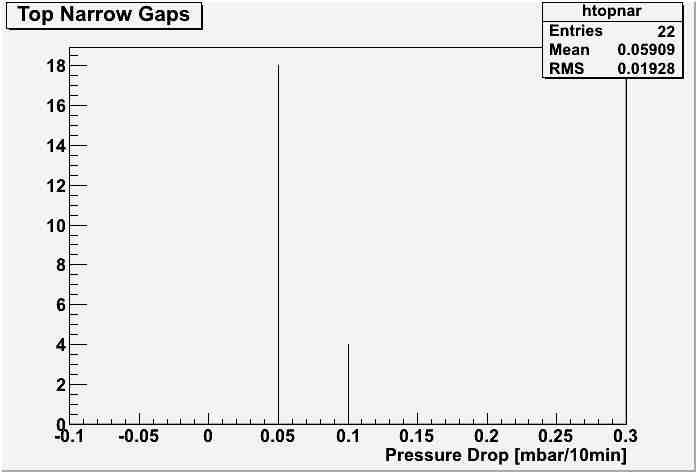 Top Narrow Gaps
htopnar
Entries 22
Mean 0.05909
RMS 0.01928
18
16
14
12
10
8
6
4
2
0
-0.1 -0.05 0 0.05 0.1 0.15 0.2 0.25 0.3
Pressure Drop [mbar/10min]